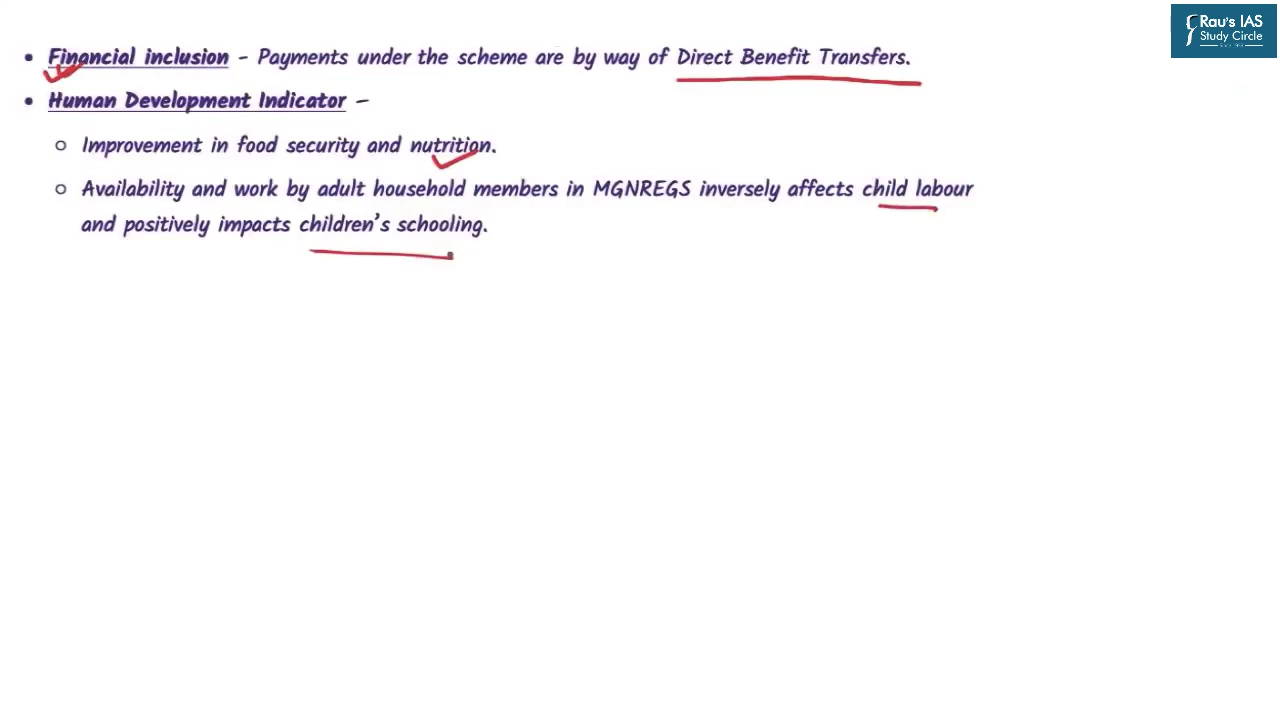 Rau's IAS
Study Circle
• Financial inclusion - Payments under the scheme are by way of Direct Benefit Transfers.
• Human Development Indicator –
o Improvement in food security and nutrition.
o Availability and work by adult household members in MGNREGS inversely affects child labour
and positively impacts children's schooling.